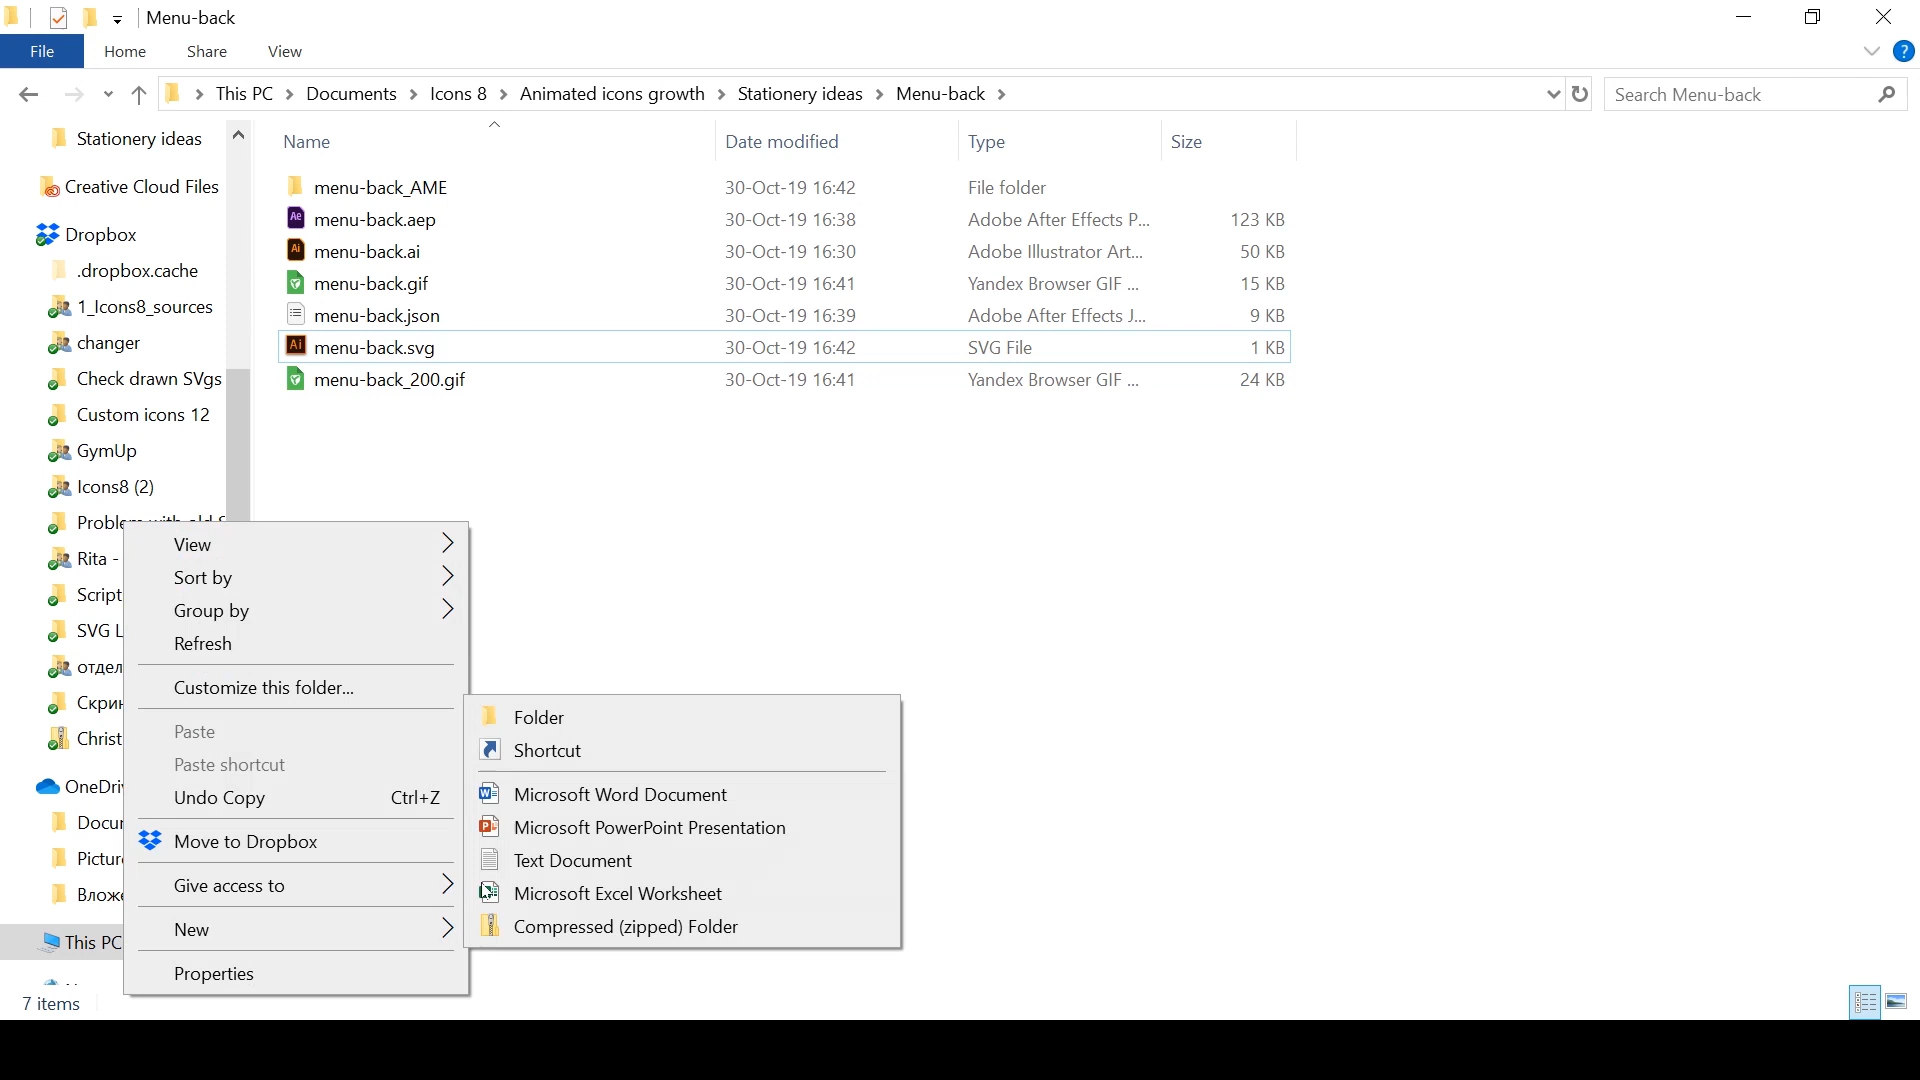 Menu-back
File Home Share View
?
This PC Documents Icons 8 Animated icons growth Stationery ideas Menu-back
Search Menu-back
Name Date modified Type Size
Stationery ideas
Creative Cloud Files
Dropbox
.dropbox.cache
1_Icons8_sources
changer
Check drawn SVgs
Custom icons 12
GymUp
Icons8 (2)
Rita -
Script
SVG L
отдел
Christ
This PC
menu-back_AME 30-Oct-19 16:42 File folder
Ae menu-back.aep 30-Oct-19 16:38 Adobe After Effects P... 123 KB
Ai menu-back.ai 30-Oct-19 16:30 Adobe Illustrator Art... 50 KB
menu-back.gif 30-Oct-19 16:41 Yandex Browser GIF ... 15 KB
menu-back.json 30-Oct-19 16:39 Adobe After Effects J... 9 KB
Ai menu-back.svg 30-Oct-19 16:42 SVG File 1 KB
menu-back_200.gif 30-Oct-19 16:41 Yandex Browser GIF ... 24 KB
View
Sort by
Group by
Refresh
Customize this folder...
Paste
Paste shortcut
Undo Copy Ctrl+Z
Move to Dropbox
Give access to
New
Properties
Folder
Shortcut
Microsoft Word Document
Microsoft PowerPoint Presentation
Text Document
Microsoft Excel Worksheet
Compressed (zipped) Folder
7 items